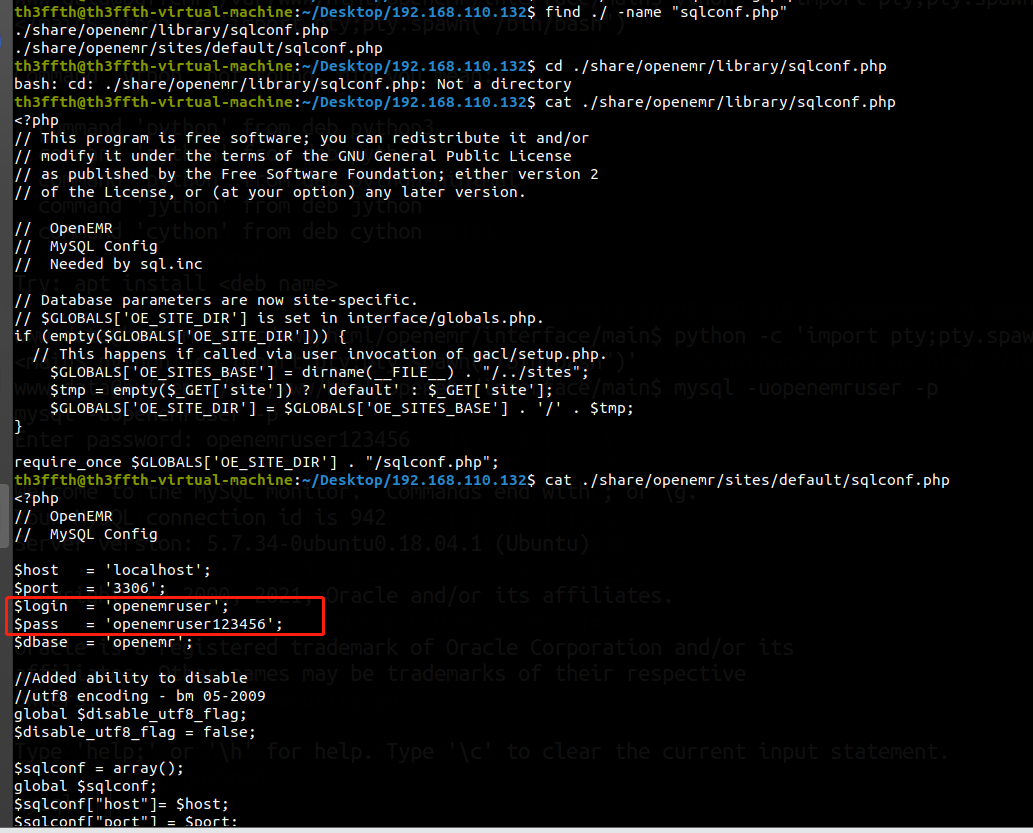 th3ffth@th3ffth-virtual-machine:~/Desktop/192.168.110.132$ find ./ -name "sqlconf.php"
./share/openemr/library/sqlconf.php
./share/openemr/sites/default/sqlconf.php
th3ffth@th3ffth-virtual-machine:~/Desktop/192.168.110.132$ cd ./share/openemr/library/sqlconf.php
bash: cd: ./share/openemr/library/sqlconf.php: Not a directory
th3ffth@th3ffth-virtual-machine:~/Desktop/192.168.110.132$ cat ./share/openemr/library/sqlconf.php
<?php
// This program is free software; you can redistribute it and/or
// modify it under the terms of the GNU General Public License
// as published by the Free Software Foundation; either version 2
// of the License, or (at your option) any later version.

//  OpenEMR
//  MySQL Config
//  Needed by sql.inc

// Database parameters are now site-specific.
// $GLOBALS['OE_SITE_DIR'] is set in interface/globals.php.
if (empty($GLOBALS['OE_SITE_DIR'])) {
  // This happens if called via user invocation of gacl/setup.php.
    $GLOBALS['OE_SITES_BASE'] = dirname(__FILE__) . "/../sites";
    $tmp = empty($_GET['site']) ? 'default' : $_GET['site'];
    $GLOBALS['OE_SITE_DIR'] = $GLOBALS['OE_SITES_BASE'] . '/' . $tmp;
}

require_once $GLOBALS['OE_SITE_DIR'] . "/sqlconf.php";
th3ffth@th3ffth-virtual-machine:~/Desktop/192.168.110.132$ cat ./share/openemr/sites/default/sqlconf.php
<?php
//  OpenEMR
//  MySQL Config

$host   = 'localhost';
$port   = '3306';
$login  = 'openemruser';
$pass   = 'openemruser123456';
$dbase  = 'openemr';

//Added ability to disable
//utf8 encoding - bm 05-2009
global $disable_utf8_flag;
$disable_utf8_flag = false;

$sqlconf = array();
global $sqlconf;
$sqlconf["host"]= $host;
$sqlconf["port"] = $port;